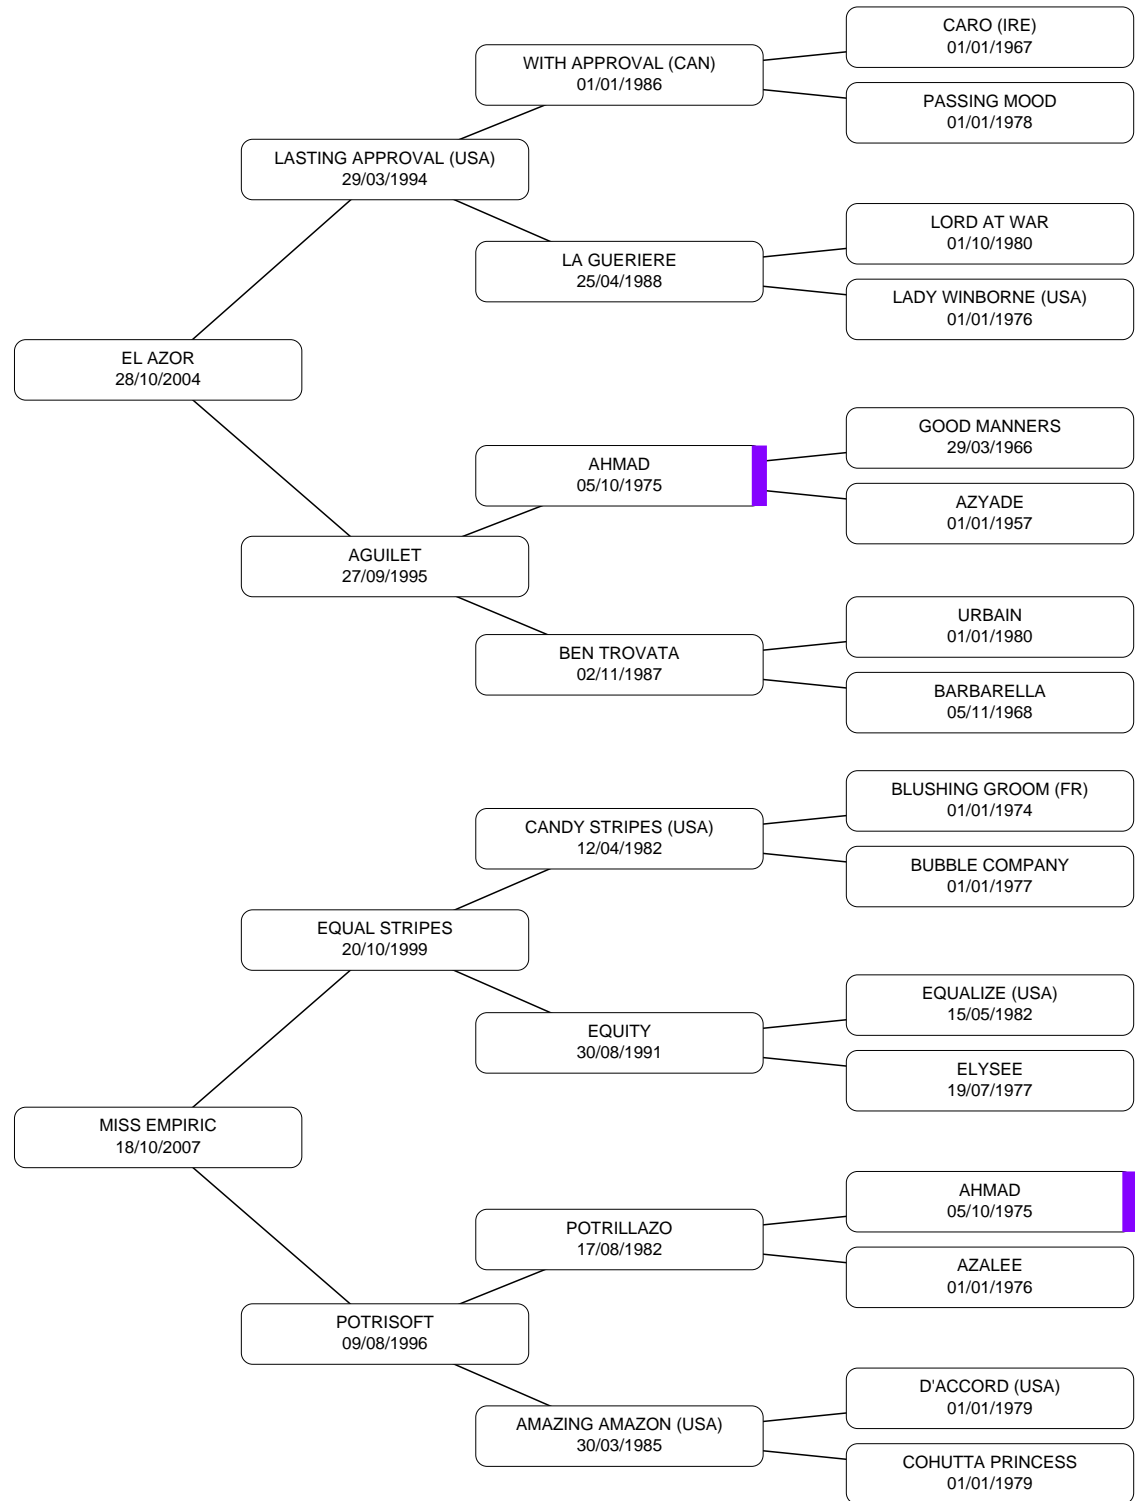 CARO (IRE)
01/01/1967
WITH APPROVAL (CAN)
01/01/1986
PASSING MOOD
01/01/1978
LASTING APPROVAL (USA)
29/03/1994
LORD AT WAR
01/10/1980
LA GUERIERE
25/04/1988
LADY WINBORNE (USA)
01/01/1976
EL AZOR
28/10/2004
GOOD MANNERS
29/03/1966
AHMAD
05/10/1975
AZYADE
01/01/1957
AGUILET
27/09/1995
URBAIN
01/01/1980
BEN TROVATA
02/11/1987
BARBARELLA
05/11/1968
BLUSHING GROOM (FR)
01/01/1974
CANDY STRIPES (USA)
12/04/1982
BUBBLE COMPANY
01/01/1977
EQUAL STRIPES
20/10/1999
EQUALIZE (USA)
15/05/1982
EQUITY
30/08/1991
ELYSEE
19/07/1977
MISS EMPIRIC
18/10/2007
AHMAD
05/10/1975
POTRILLAZO
17/08/1982
AZALEE
01/01/1976
POTRISOFT
09/08/1996
D'ACCORD (USA)
01/01/1979
AMAZING AMAZON (USA)
30/03/1985
COHUTTA PRINCESS
01/01/1979